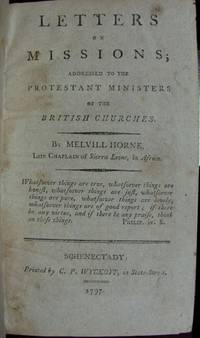 LETTERS
ON
MISSIONS;
ADDRESSED TO THE
PROTESTANT MINISTERS
OF THE
BRITISH CHURCHES.
By MELVILL HORNE,
LATE CHAPLAIN of Sierra Leone, in Africa.
Whatsoever things are true, whatsoever things are
honest, whatsoever things are just, whatsoever
things are pure, whatsoever things are lovely,
whatsoever things are of good report; if there
be any virtue, and if there be any praise, think
on these things. PHILIP. iv. 8.
SCHENECTADY:
Printed by C. P. WYCKOFF, in State-Street.
1797.